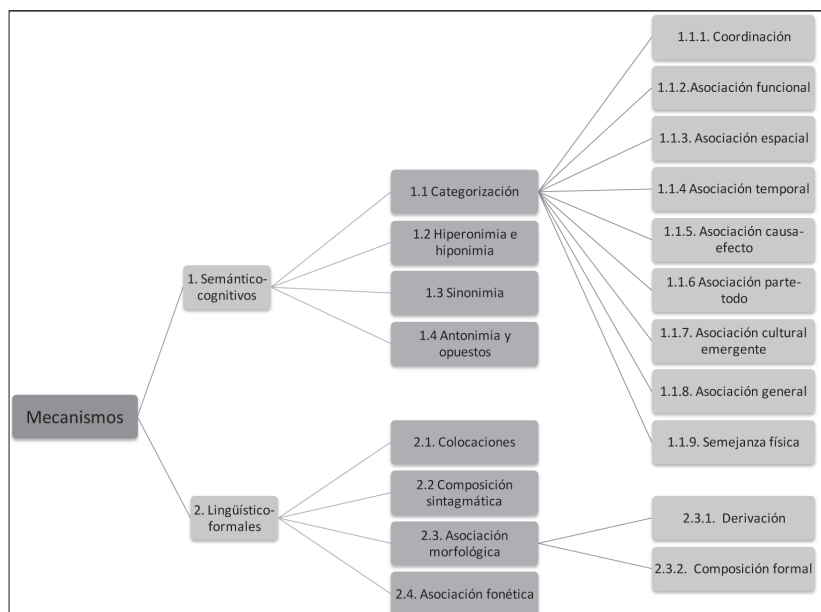 Mecanismos
1. Semántico-
cognitivos
1.1 Categorización
1.1.1. Coordinación
1.1.2.Asociación funcional
1.1.3. Asociación espacial
1.1.4 Asociación temporal
1.1.5. Asociación causa-
efecto
1.1.6 Asociación parte-
todo
1.1.7. Asociación cultural
emergente
1.1.8. Asociación general
1.1.9. Semejanza física
1.2 Hiperonimia e
hiponimia
1.3 Sinonimia
1.4 Antonimia y
opuestos
2. Lingüístico-
formales
2.1. Colocaciones
2.2 Composición
sintagmática
2.3. Asociación
morfológica
2.3.1. Derivación
2.3.2. Composición formal
2.4. Asociación fonética